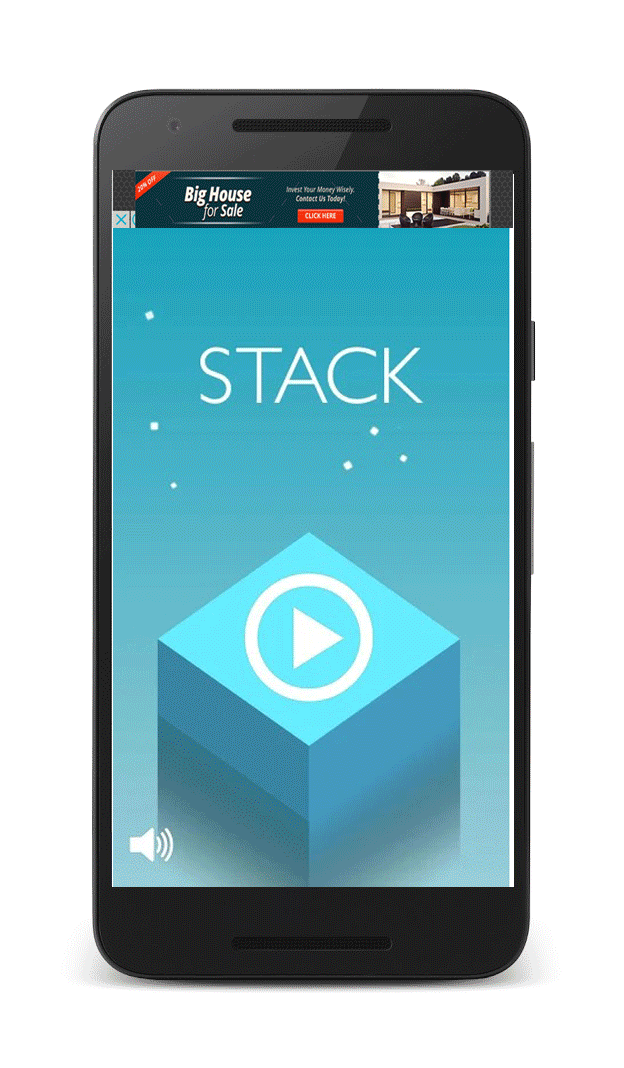 20% OFF
Big House
for Sale
Invest Your Money Wisely.
Contact Us Today!
CLICK HERE
STACK